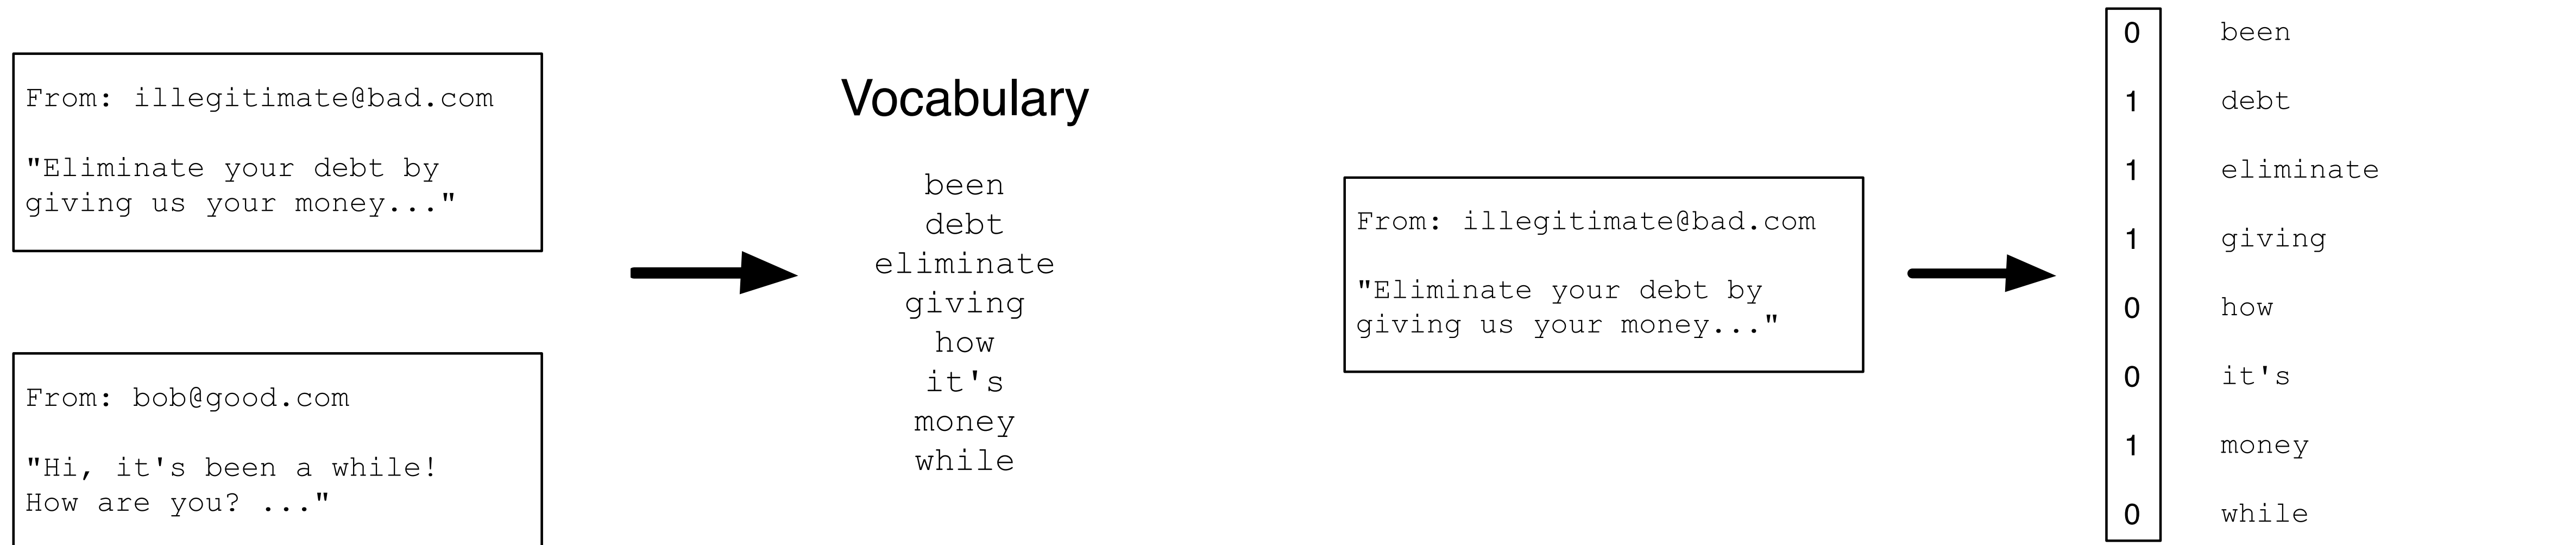 From: illegitimate@bad.com
"Eliminate your debt by
giving us your money..."
From: bob@good.com
"Hi, it's been a while!
How are you? ..."
Vocabulary
been
debt
eliminate
giving
how
it's
money
while
From: illegitimate@bad.com
"Eliminate your debt by
giving us your money..."
0 been
1 debt
1 eliminate
1 giving
0 how
0 it's
1 money
0 while